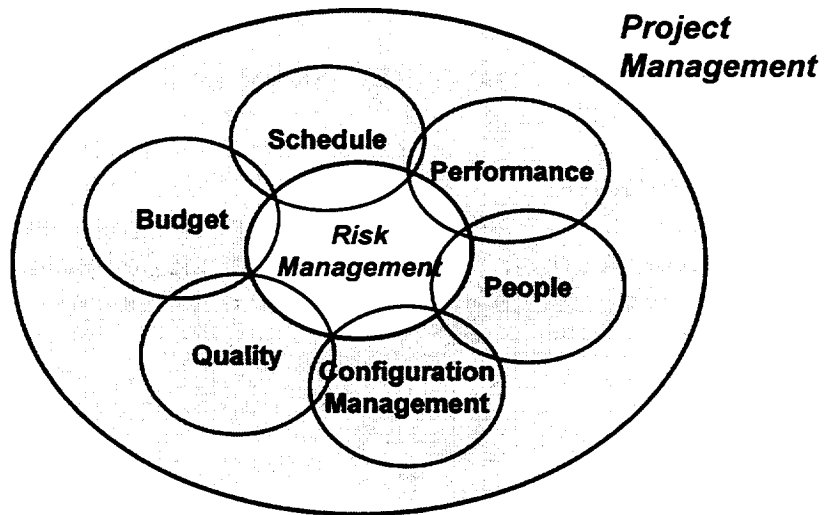 Project
Management
Schedule
Performance
Budget
Risk
Management
People
Quality
Configuration
Management